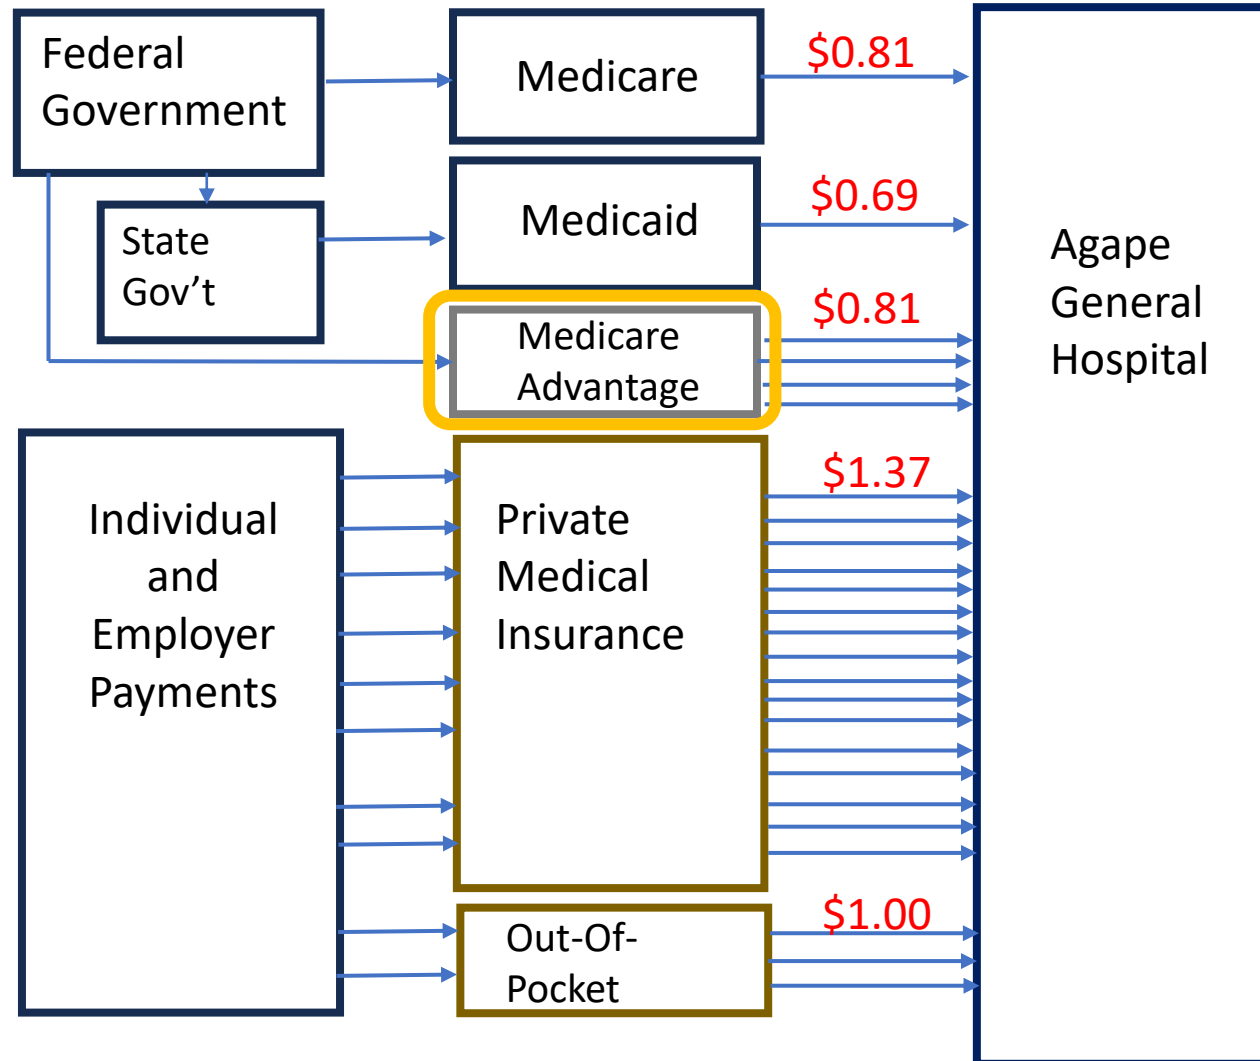 Federal
Government
Medicare
$0.81
State
Gov’t
Medicaid
$0.69
Medicare
Advantage
$0.81
Agape
General
Hospital
Individual
and
Employer
Payments
Private
Medical
Insurance
$1.37
Out-Of-
Pocket
$1.00